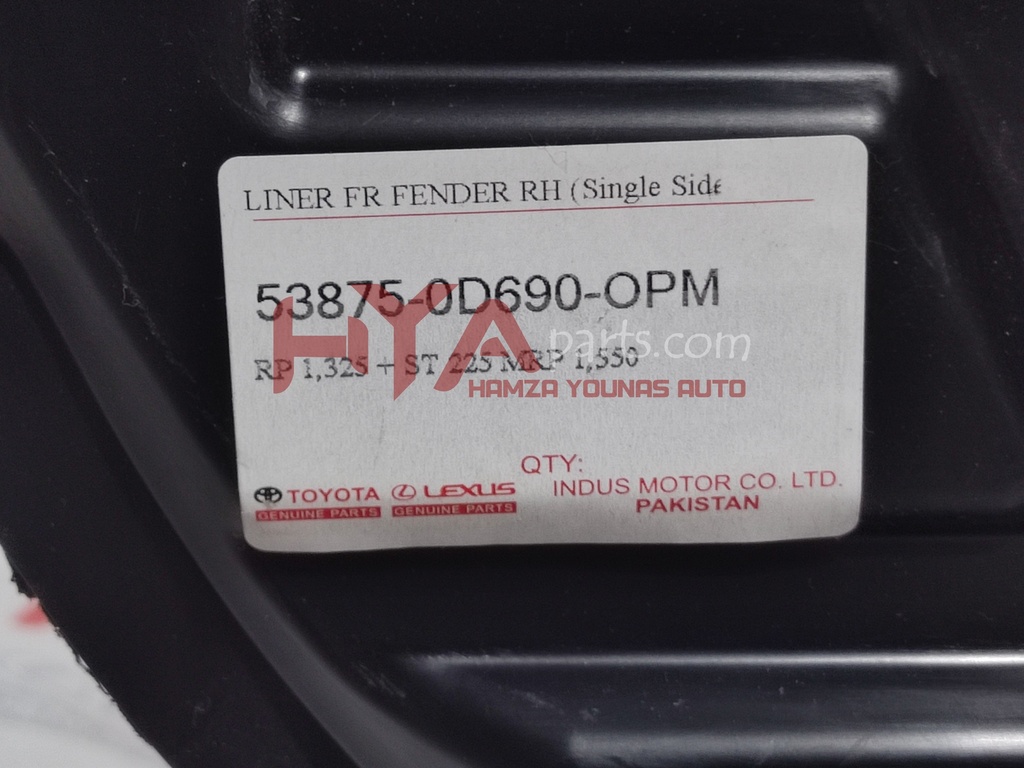 LINER FR FENDER RH (Single Side
53875-0D690-OPM
HYA parts.com
RP 1,325 + ST 225 MRP 1,550
HAMZA YOUNAS AUTO
QTY:
TOYOTA LEXUS INDUS MOTOR CO. LTD.
GENUINE PARTS GENUINE PARTS PAKISTAN